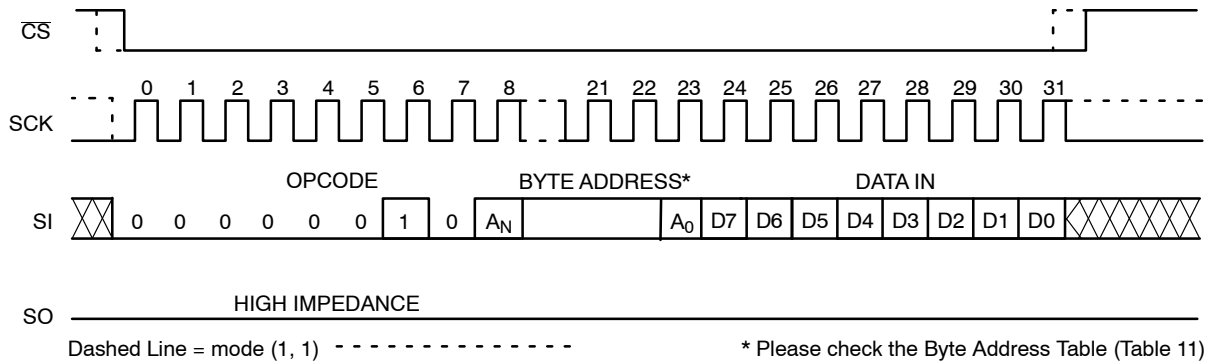 CS
0 1 2 3 4 5 6 7 8 21 22 23 24 25 26 27 28 29 30 31
SCK
OPCODE BYTE ADDRESS* DATA IN
SI 0 0 0 0 0 0 1 0 AN A0 D7 D6 D5 D4 D3 D2 D1 D0
HIGH IMPEDANCE
SO
Dashed Line = mode (1, 1) * Please check the Byte Address Table (Table 11)